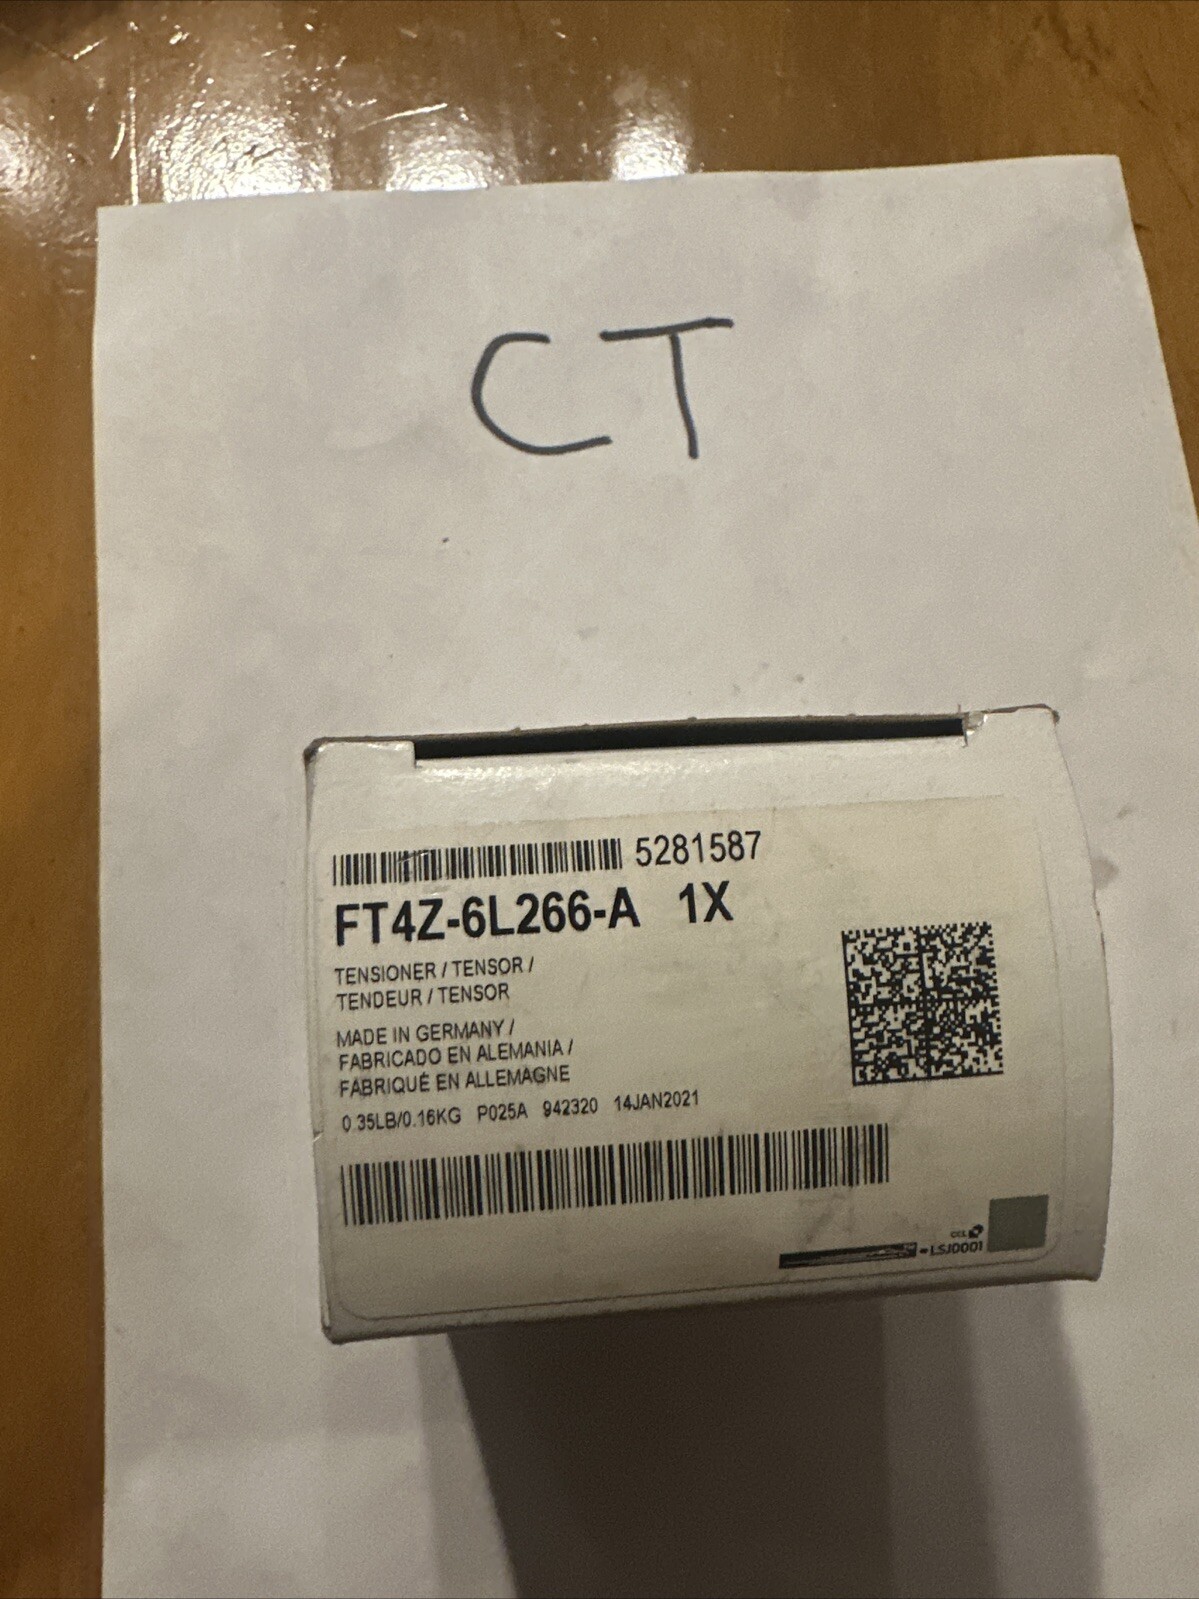 CT
5281587
FT4Z-6L266-A 1X
TENSIONER / TENSOR /
TENDEUR / TENSOR
MADE IN GERMANY /
FABRICADO EN ALEMANIA /
FABRIQUÉ EN ALLEMAGNE
0.35LB/0.16KG P025A 942320 14JAN2021
CCL
LSJ0001